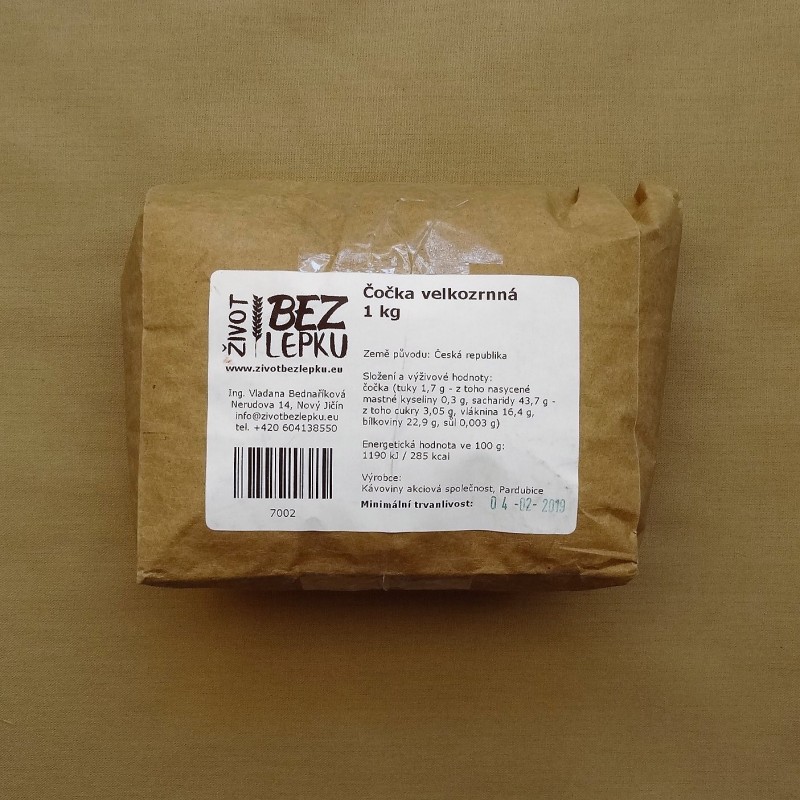 ŽIVOT
BEZ
LEPKU
www.zivotbezlepku.eu
Ing. Vladana Bednaříková
Nerudova 14, Nový Jičín
info@zivotbezlepku.eu
tel. +420 604138550
7002
Čočka velkozrnná
1 kg
Země původu: Česká republika
Složení a výživové hodnoty:
čočka (tuky 1,7 g - z toho nasycené
mastné kyseliny 0,3 g, sacharidy 43,7 g -
z toho cukry 3,05 g, vláknina 16,4 g,
bílkoviny 22,9 g, sůl 0,003 g)
Energetická hodnota ve 100 g:
1190 kJ / 285 kcal
Výrobce:
Kávoviny akciová společnost, Pardubice
Minimální trvanlivost: 04 -02- 2019